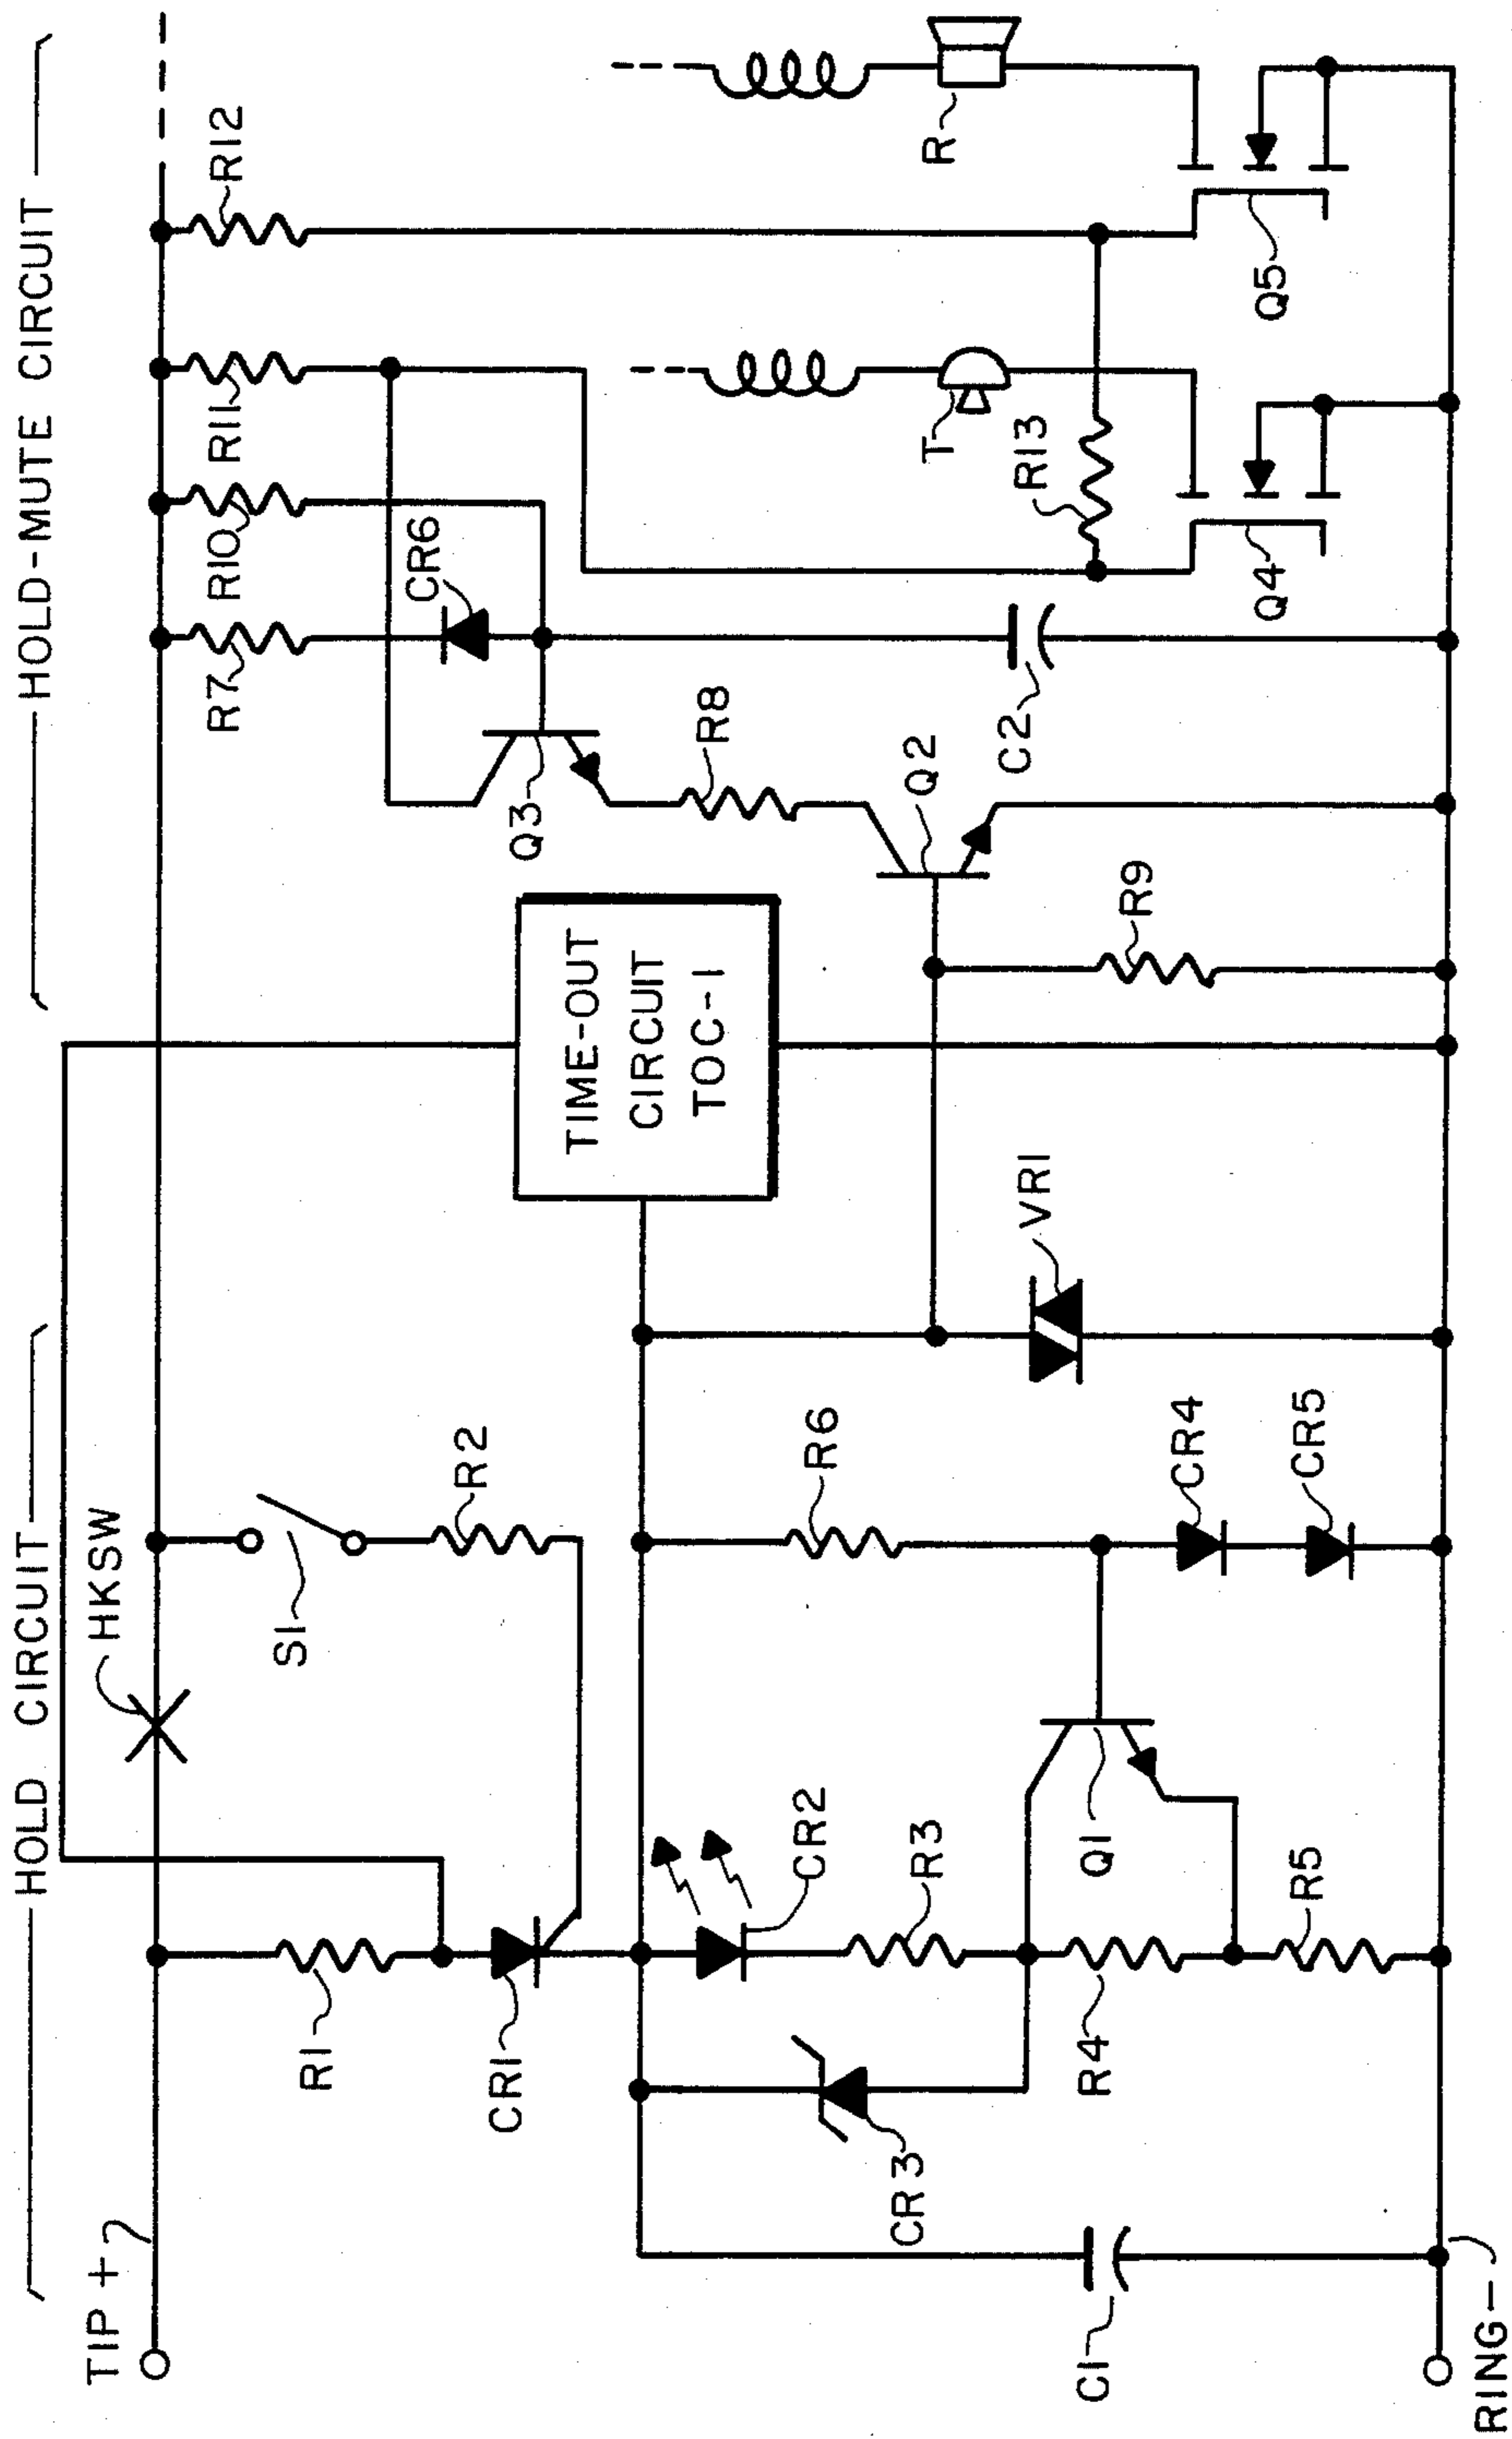 HOLD CIRCUIT
HOLD-MUTE CIRCUIT
TIP +
HKSW
R1
CR1
S1
R2
TIME-OUT
CIRCUIT
TOC-1
R7
R10
R11
R12
CR6
Q3
R8
Q2
C2
R9
T
R13
Q4
R
Q5
CR3
CR2
R3
R4
Q1
R5
R6
CR4
CR5
VR1
C1
RING-